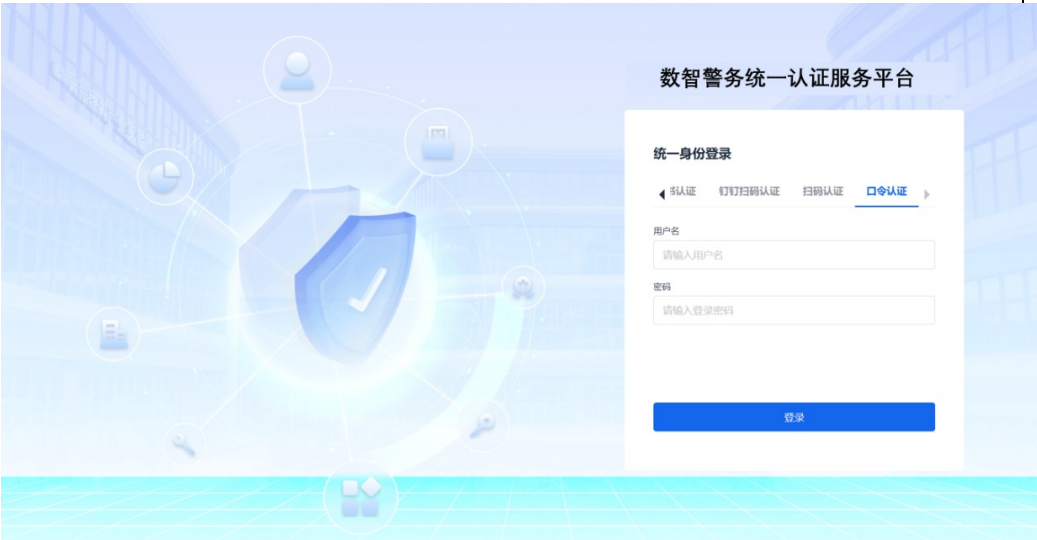 数智警务统一认证服务平台
统一身份登录
书认证 钉钉扫码认证 扫码认证 口令认证
用户名
请输入用户名
密码
请输入登录密码
登录